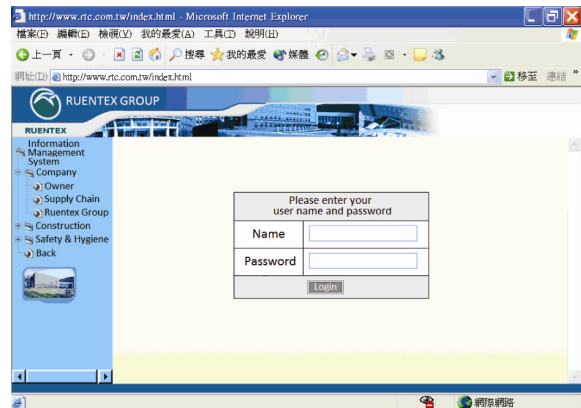 http://www.rtc.com.tw/index.html - Microsoft Internet Explorer
檔案(F) 編輯(E) 檢視(V) 我的最愛(A) 工具(T) 說明(H)
上一頁 搜尋 我的最愛 媒體
網址(D) http://www.rtc.com.tw/index.html 移至 連結 »
RUENTEX GROUP
RUENTEX
Information
Management
System
Company
Owner
Supply Chain
Ruentex Group
Construction
Safety & Hygiene
Back
Please enter your
user name and password
Name
Password
Login
網際網路